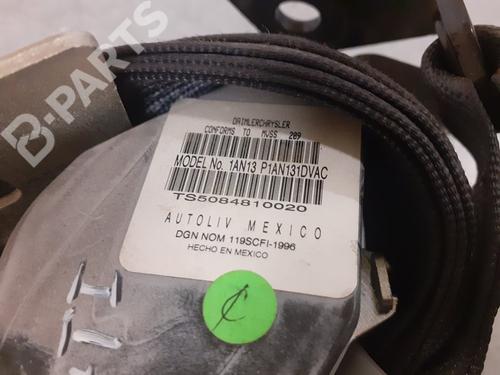 B-PARTS
DAIMLERCHRYSLER
CONFORMS TO MVSS 209
MODEL No. 1AN13 P1AN131DVAC
TS5084810020
AUTOLIV MEXICO
DGN NOM 119SCFI-1996
HECHO EN MEXICO
C